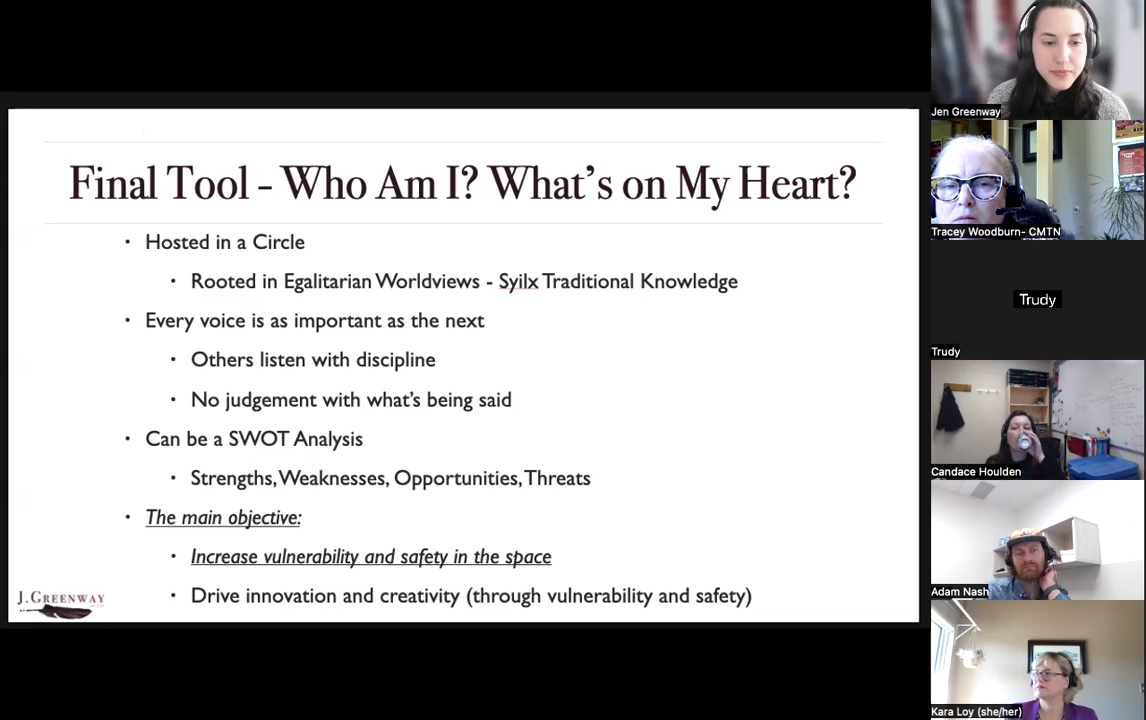 Final Tool - Who Am I? What's on My Heart?
• Hosted in a Circle
• Rooted in Egalitarian Worldviews - Syilx Traditional Knowledge
• Every voice is as important as the next
• Others listen with discipline
• No judgement with what's being said
• Can be a SWOT Analysis
• Strengths, Weaknesses, Opportunities, Threats
• The main objective:
• Increase vulnerability and safety in the space
• Drive innovation and creativity (through vulnerability and safety)
J. GREENWAY
Jen Greenway
Tracey Woodburn- CMTN
Trudy
Trudy
Candace Houlden
Adam Nash
Kara Loy (she/her)